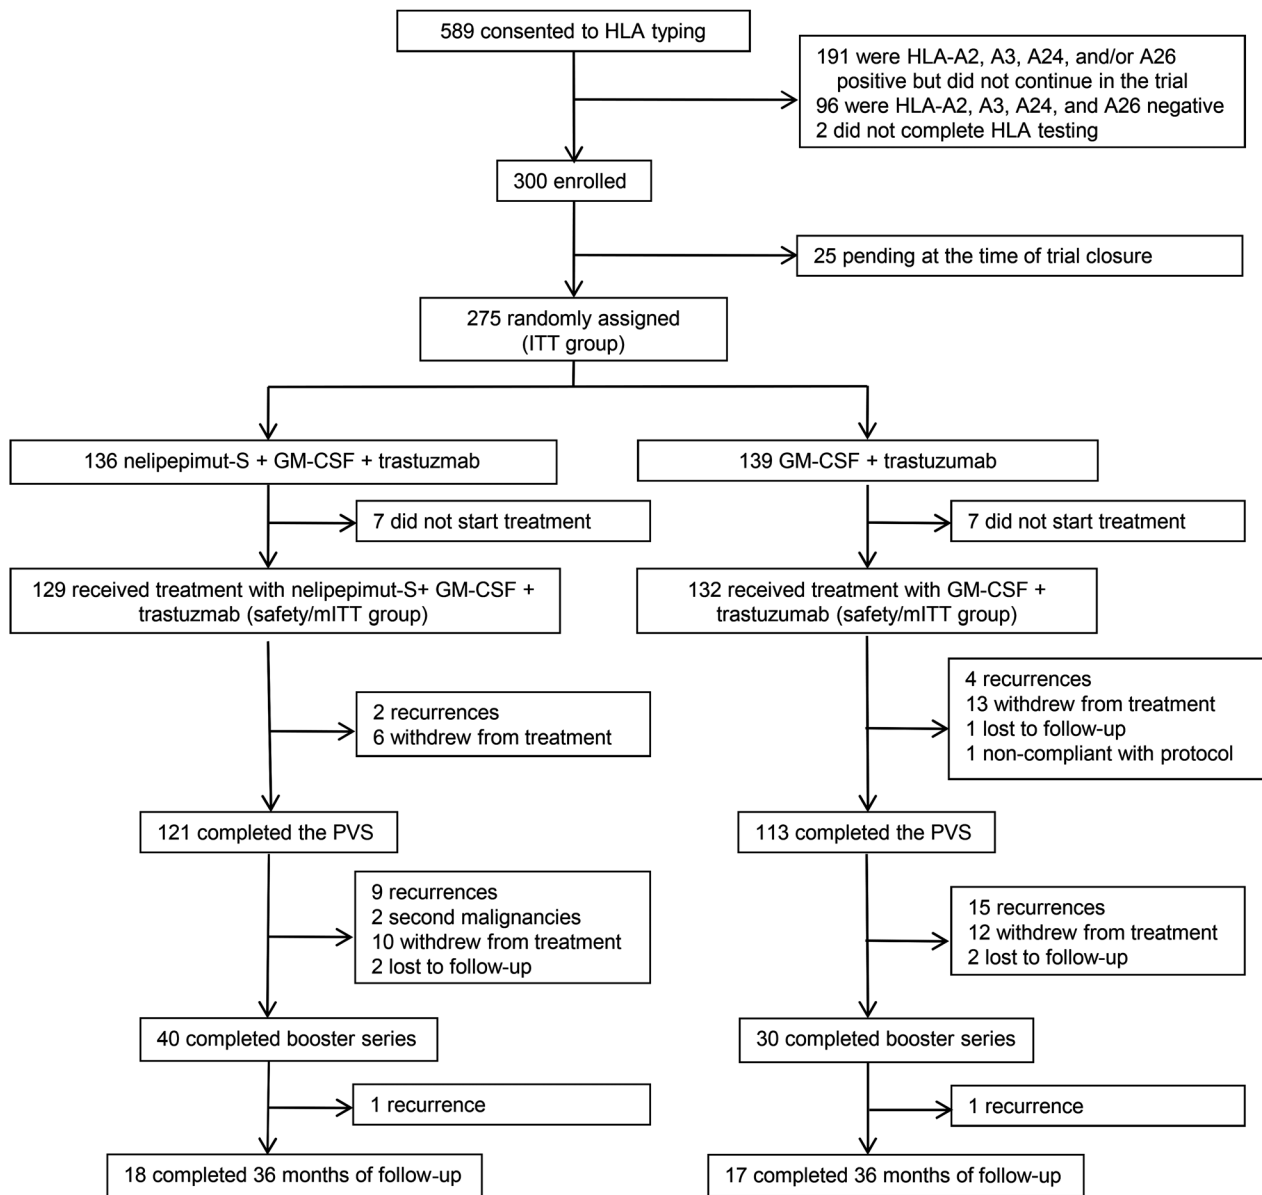 589 consented to HLA typing
191 were HLA-A2, A3, A24, and/or A26
positive but did not continue in the trial
96 were HLA-A2, A3, A24, and A26 negative
2 did not complete HLA testing
300 enrolled
25 pending at the time of trial closure
275 randomly assigned
(ITT group)
136 nelipepimut-S + GM-CSF + trastuzmab
139 GM-CSF + trastuzumab
7 did not start treatment
7 did not start treatment
129 received treatment with nelipepimut-S+ GM-CSF +
trastuzmab (safety/mITT group)
132 received treatment with GM-CSF +
trastuzumab (safety/mITT group)
2 recurrences
6 withdrew from treatment
4 recurrences
13 withdrew from treatment
1 lost to follow-up
1 non-compliant with protocol
121 completed the PVS
113 completed the PVS
9 recurrences
2 second malignancies
10 withdrew from treatment
2 lost to follow-up
15 recurrences
12 withdrew from treatment
2 lost to follow-up
40 completed booster series
30 completed booster series
1 recurrence
1 recurrence
18 completed 36 months of follow-up
17 completed 36 months of follow-up